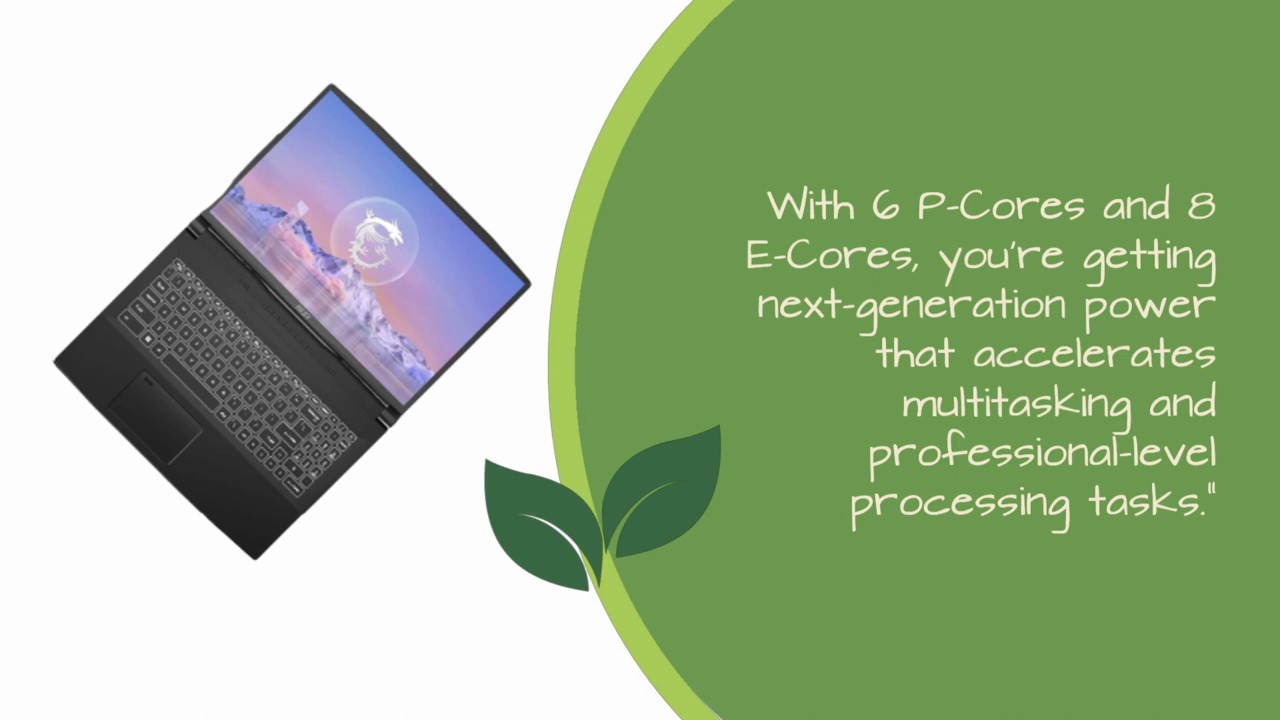 With 6 P-Cores and 8
E-Cores, you're getting
next-generation power
that accelerates
multitasking and
professional-level
processing tasks."